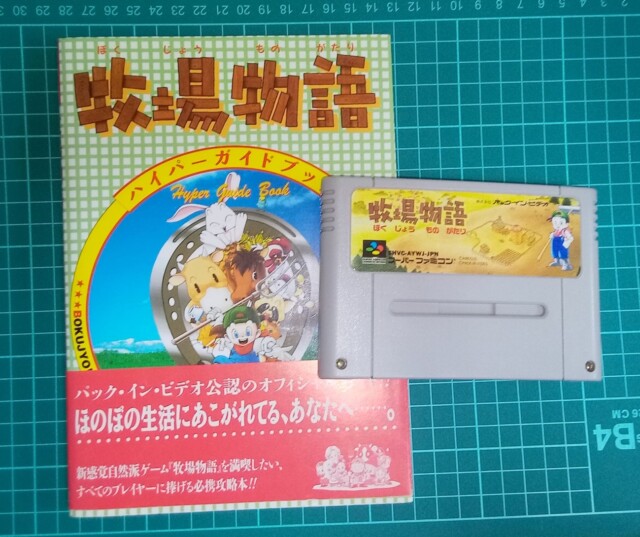 ぼく じょう もの がたり
牧場物語
ハイパーガイドブッ
Hyper Guide Book
★★★BOKUJYO
パック・イン・ビデオ公認のオフィシ
ほのぼの生活にあこがれてる、あなたへ……。
新感覚自然派ゲーム「牧場物語」を満喫したい、
すべてのプレイヤーに捧げる必携攻略本!!
パックインビデオ
牧場物語
ぼく じょう もの がたり
SHVC-AYWJ-JPN
スーパーファミコン
B4
26 CM